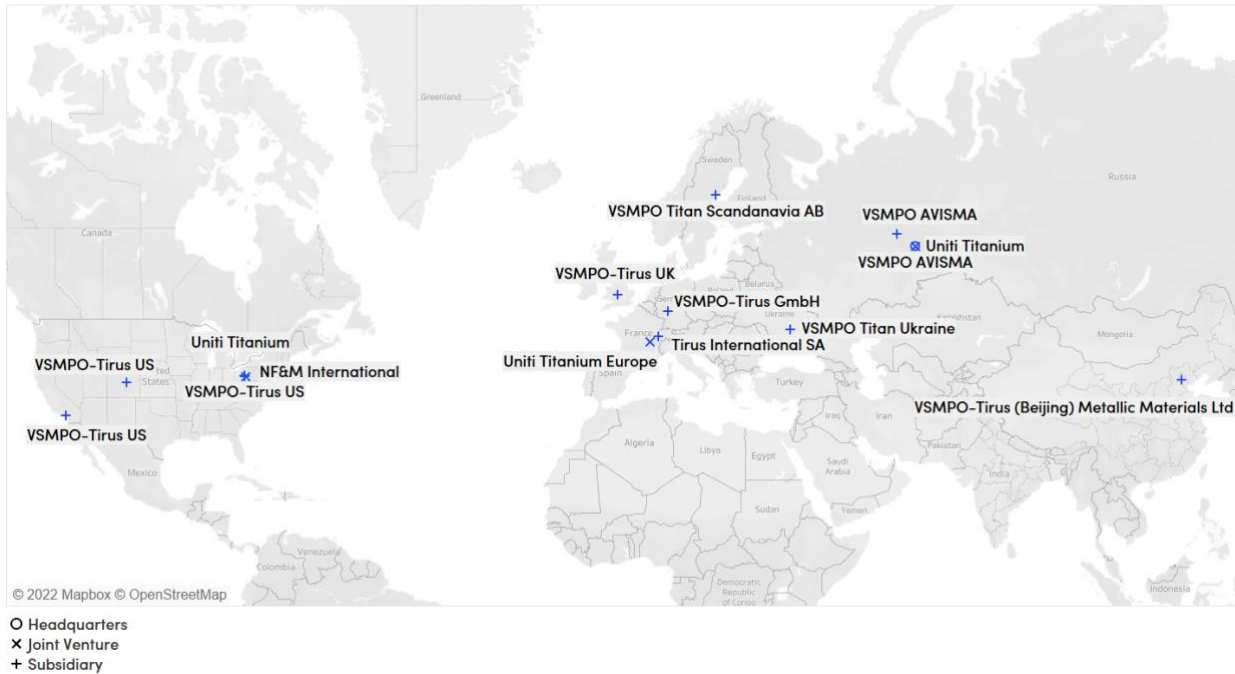 Greenland
Sweden
Finland
Russia
VSMPO Titan Scandanavia AB
VSMPO AVISMA
Uniti Titanium
VSMPO AVISMA
Canada
VSMPO-Tirus UK
Poland
Belarus
Ger
VSMPO-Tirus GmbH
Ukraine
Kazakhstan
Mongolia
VSMPO Titan Ukraine
France
Tirus International SA
Uniti Titanium
Uniti Titanium Europe
VSMPO-Tirus US
ted
States
NF&M International
VSMPO-Tirus US
Spain
Turkey
VSMPO-Tirus (Beijing) Metallic Materials Ltd
VSMPO-Tirus US
Iraq
Iran
Algeria
Libya
Egypt
Pakistan
Mexico
Saudi
Arabia
India
Sudan
Yemen
Venezuela
Colombia
Democratic
Republic
of Congo
Indonesia
© 2022 Mapbox © OpenStreetMap
Headquarters
Joint Venture
Subsidiary